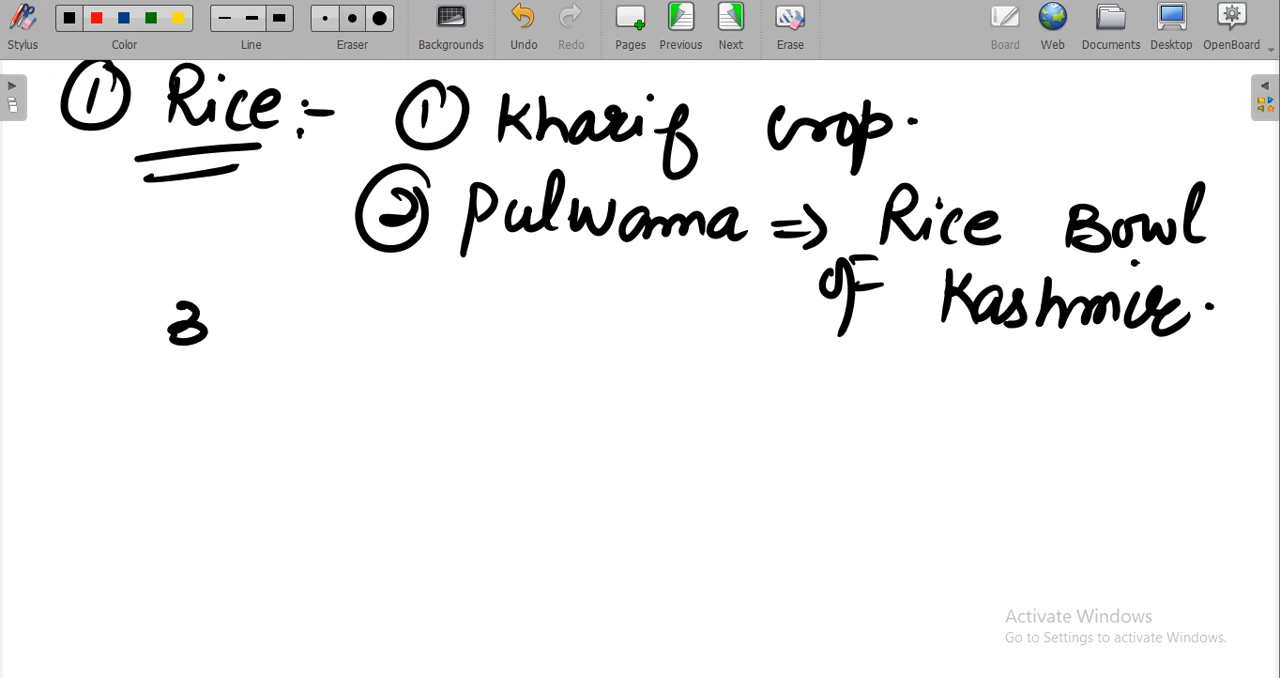 Stylus Color Line Eraser Backgrounds Undo Redo Pages Previous Next Erase Board Web Documents Desktop OpenBoard
① Rice :- ① Kharif crop.
② Pulwama => Rice Bowl
of Kashmir.
3
Activate Windows
Go to Settings to activate Windows.